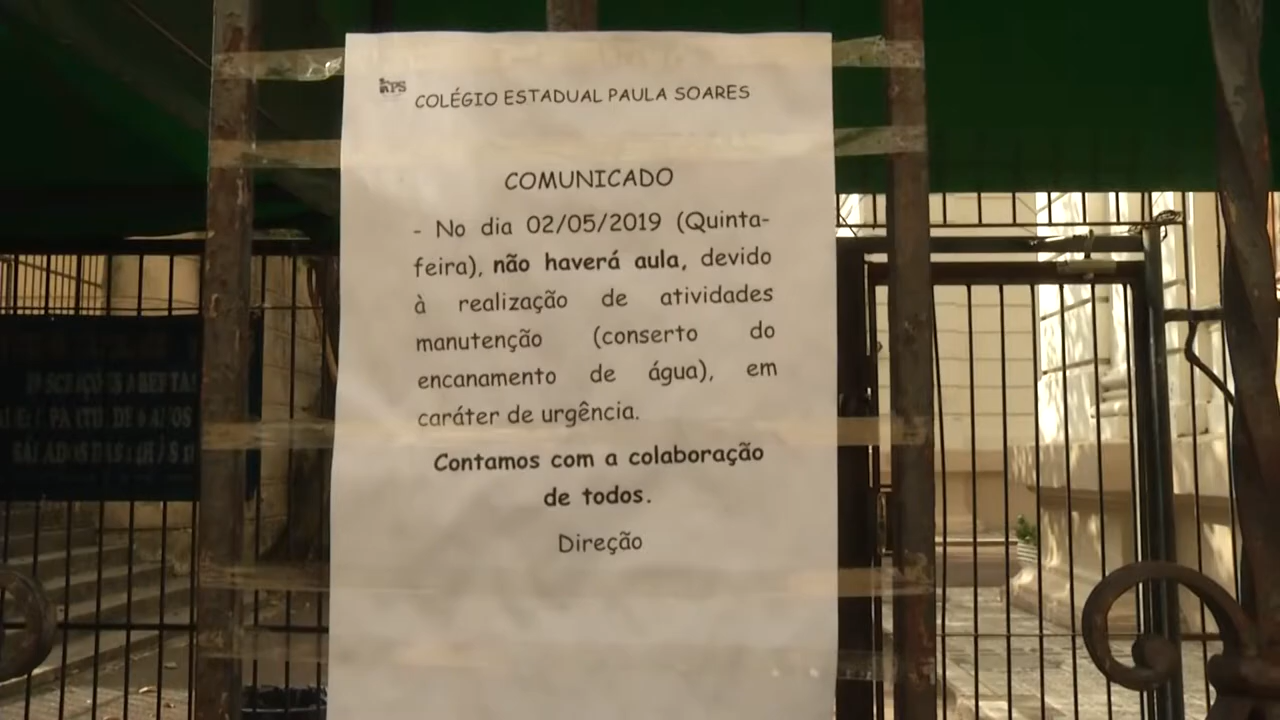 COLÉGIO ESTADUAL PAULA SOARES
COMUNICADO
- No dia 02/05/2019 (Quinta-
feira), não haverá aula, devido
à realização de atividades
manutenção (conserto do
encanamento de água), em
caráter de urgência.
Contamos com a colaboração
de todos.
Direção